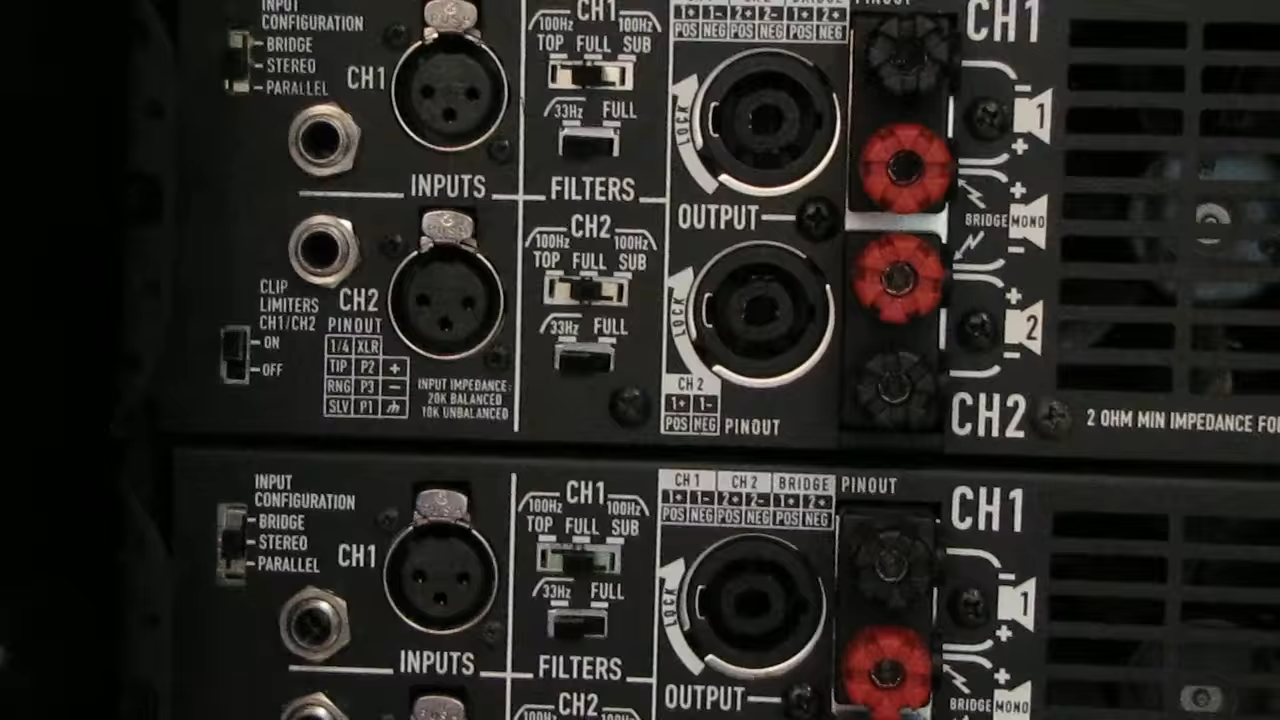 INPUT
CONFIGURATION
BRIDGE
STEREO
PARALLEL
CH1
PUSH
CH1
100Hz 100Hz
TOP FULL SUB
33Hz FULL
INPUTS
FILTERS
1+ 1- 2+ 2- 1+ 2+
POS NEG POS NEG POS NEG
LOCK
OUTPUT
CH1
1
+
+
BRIDGE MONO
CLIP
LIMITERS
CH1/CH2
ON
OFF
CH2
PUSH
PINOUT
1/4 XLR
TIP P2 +
RNG P3 -
SLV P1
INPUT IMPEDANCE:
20K BALANCED
10K UNBALANCED
CH2
100Hz 100Hz
TOP FULL SUB
33Hz FULL
LOCK
CH 2
1+ 1-
POS NEG
PINOUT
-
+
2
-
CH2
2 OHM MIN IMPEDANCE
INPUT
CONFIGURATION
BRIDGE
STEREO
PARALLEL
CH1
CH1
100Hz 100Hz
TOP FULL SUB
33Hz FULL
INPUTS
FILTERS
CH2
CH 1 CH 2 BRIDGE PINOUT
1+ 1- 2+ 2- 1+ 2+
POS NEG POS NEG POS NEG
LOCK
OUTPUT
CH1
-
1
+
+
BRIDGE MONO